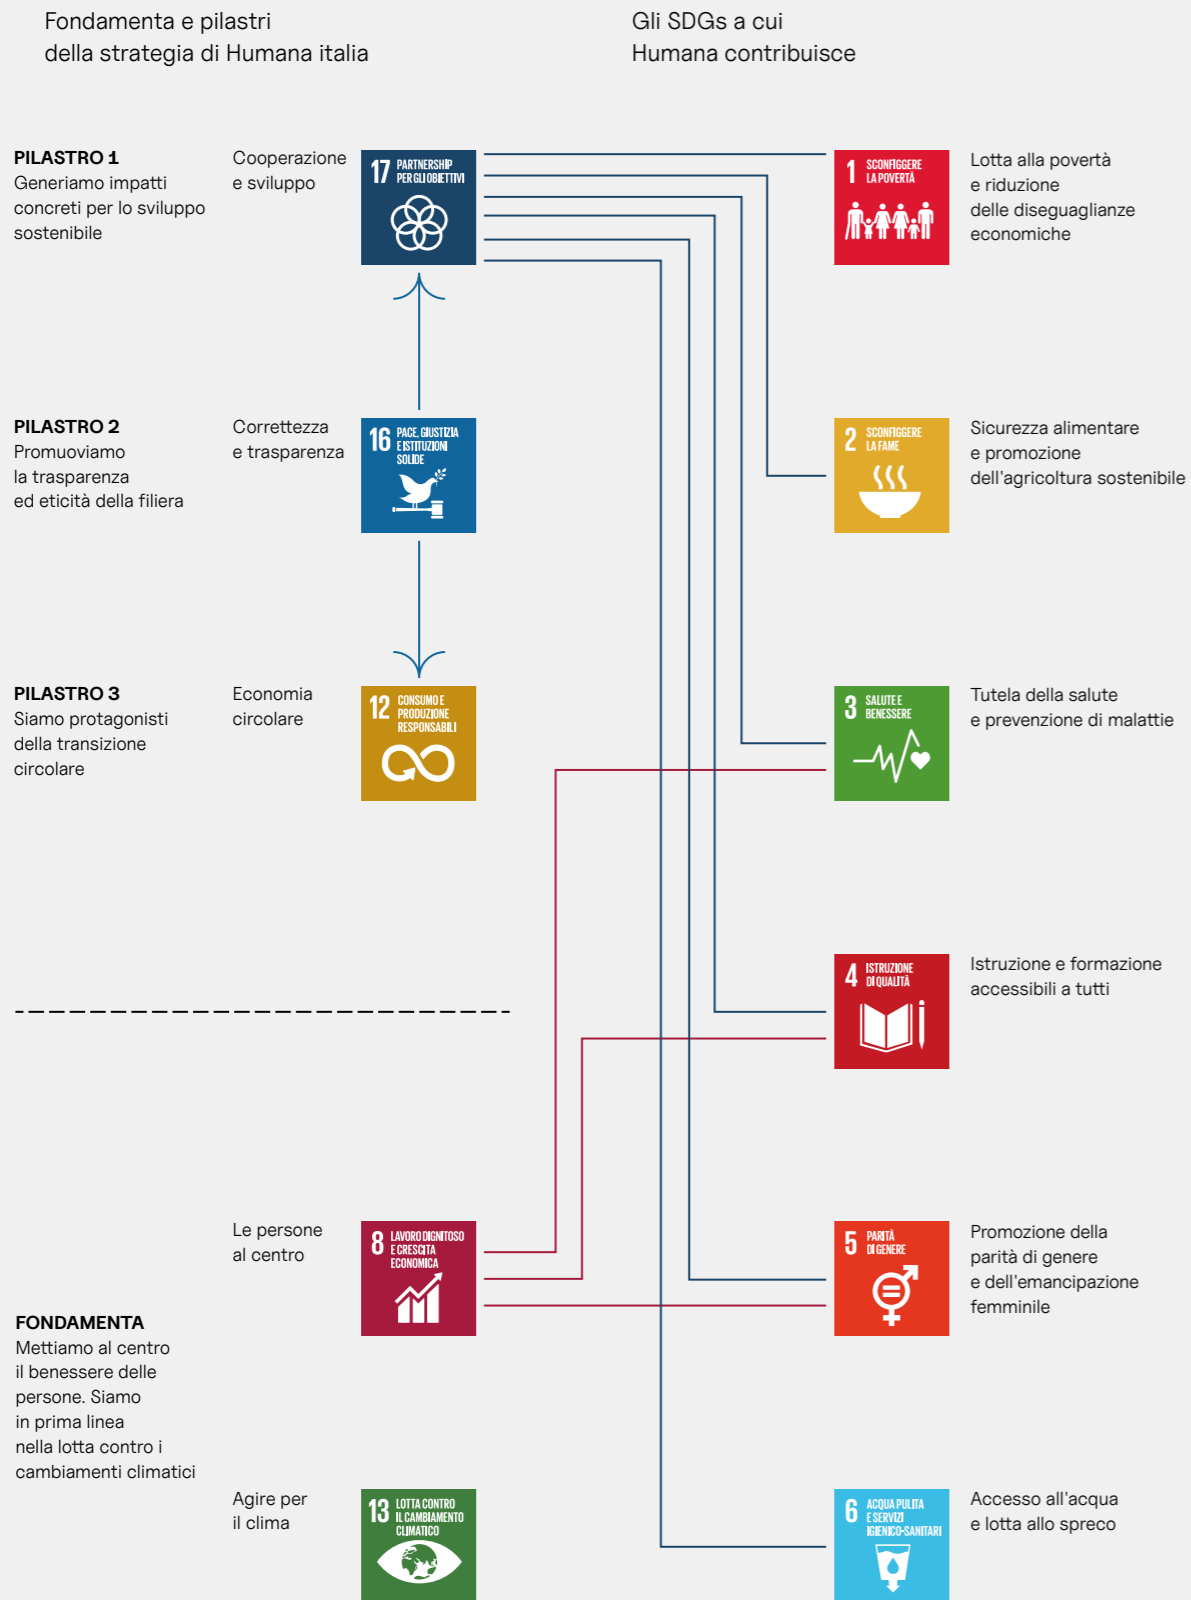 Fondamenta e pilastri
della strategia di Humana italia
Gli SDGs a cui
Humana contribuisce
PILASTRO 1
Generiamo impatti
concreti per lo sviluppo
sostenibile
Cooperazione
e sviluppo
17 PARTNERSHIP
PER GLI OBIETTIVI
1 SCONFIGGERE
LA POVERTÀ
Lotta alla povertà
e riduzione
delle diseguaglianze
economiche
PILASTRO 2
Promuoviamo
la trasparenza
ed eticità della filiera
Correttezza
e trasparenza
16 PACE, GIUSTIZIA
E ISTITUZIONI
SOLIDE
2 SCONFIGGERE
LA FAME
Sicurezza alimentare
e promozione
dell'agricoltura sostenibile
PILASTRO 3
Siamo protagonisti
della transizione
circolare
Economia
circolare
12 CONSUMO E
PRODUZIONE
RESPONSABILI
3 SALUTE E
BENESSERE
Tutela della salute
e prevenzione di malattie
4 ISTRUZIONE
DI QUALITÀ
Istruzione e formazione
accessibili a tutti
Le persone
al centro
8 LAVORO DIGNITOSO
E CRESCITA
ECONOMICA
5 PARITÀ
DI GENERE
Promozione della
parità di genere
e dell'emancipazione
femminile
FONDAMENTA
Mettiamo al centro
il benessere delle
persone. Siamo
in prima linea
nella lotta contro i
cambiamenti climatici
Agire per
il clima
13 LOTTA CONTRO
IL CAMBIAMENTO
CLIMATICO
6 ACQUA PULITA
E SERVIZI
IGIENICO-SANITARI
Accesso all'acqua
e lotta allo spreco